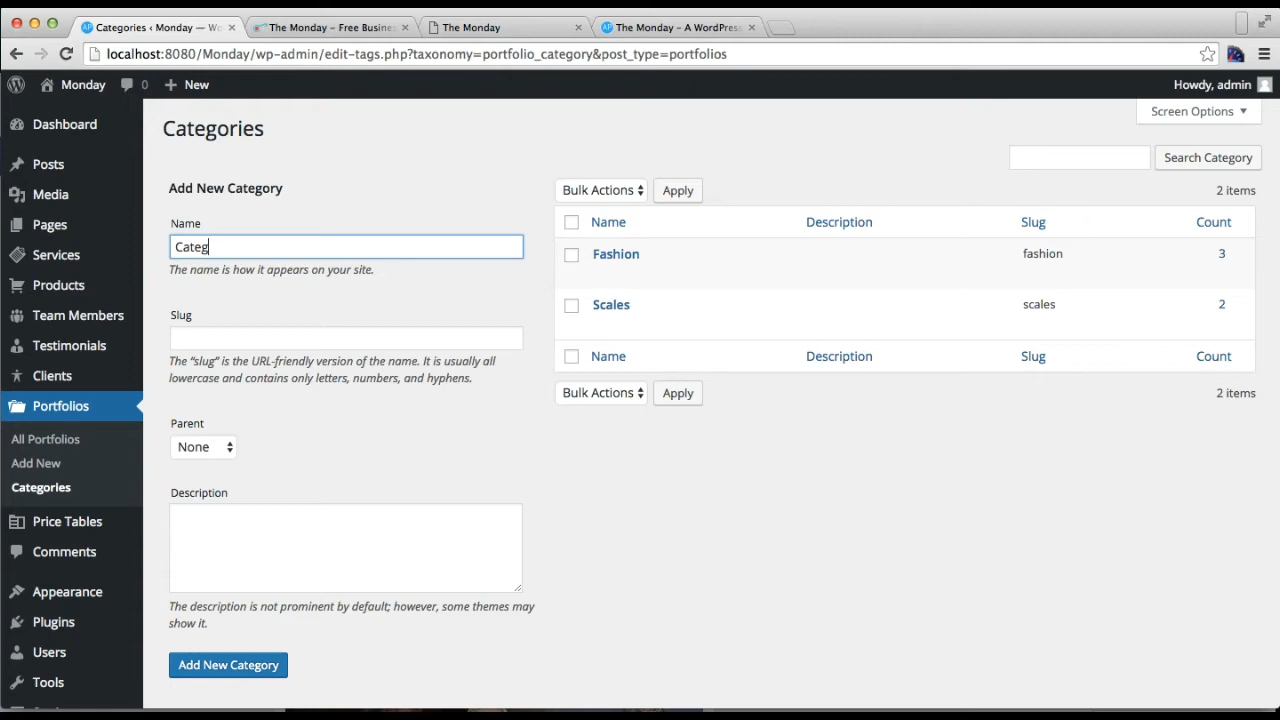 Categories ‹ Monday — Wo
The Monday – Free Busines
The Monday
The Monday – A WordPress
localhost:8080/Monday/wp-admin/edit-tags.php?taxonomy=portfolio_category&post_type=portfolios
Monday
0
New
Howdy, admin
Dashboard
Posts
Media
Pages
Services
Products
Team Members
Testimonials
Clients
Portfolios
All Portfolios
Add New
Categories
Price Tables
Comments
Appearance
Plugins
Users
Tools
Categories
Screen Options
Search Category
Add New Category
Name
Categ
The name is how it appears on your site.
Slug
The “slug” is the URL-friendly version of the name. It is usually all
lowercase and contains only letters, numbers, and hyphens.
Parent
None
Description
The description is not prominent by default; however, some themes may
show it.
Add New Category
Bulk Actions Apply 2 items
Name Description Slug Count
Fashion fashion 3
Scales scales 2
Name Description Slug Count
Bulk Actions Apply 2 items